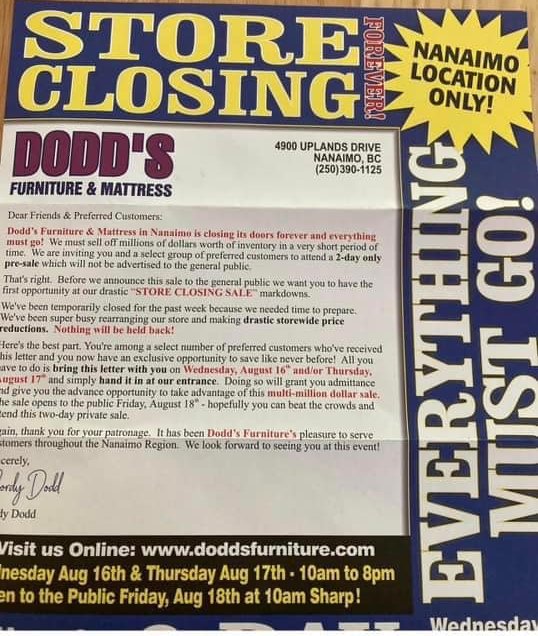 STORE
CLOSING
FOREVER!
NANAIMO
LOCATION
ONLY!
DODD'S
FURNITURE & MATTRESS
4900 UPLANDS DRIVE
NANAIMO, BC
(250)390-1125
Dear Friends & Preferred Customers:
Dodd's Furniture & Mattress in Nanaimo is closing its doors forever and everything
must go! We must sell off millions of dollars worth of inventory in a very short period of
time. We are inviting you and a select group of preferred customers to attend a 2-day only
pre-sale which will not be advertised to the general public.
That's right. Before we announce this sale to the general public we want you to have the
first opportunity at our drastic "STORE CLOSING SALE" markdowns.
We've been temporarily closed for the past week because we needed time to prepare.
We've been super busy rearranging our store and making drastic storewide price
reductions. Nothing will be held back!
Here's the best part. You're among a select number of preferred customers who've received
his letter and you now have an exclusive opportunity to save like never before! All you
ave to do is bring this letter with you on Wednesday, August 16th and/or Thursday,
ugust 17th and simply hand it in at our entrance. Doing so will grant you admittance
nd give you the advance opportunity to take advantage of this multi-million dollar sale.
he sale opens to the public Friday, August 18th - hopefully you can beat the crowds and
tend this two-day private sale.
ain, thank you for your patronage. It has been Dodd's Furniture's pleasure to serve
stomers throughout the Nanaimo Region. We look forward to seeing you at this event!
cerely,
ordy Dodd
dy Dodd
EVERYTHING
MUST GO!
Visit us Online: www.doddsfurniture.com
nesday Aug 16th & Thursday Aug 17th - 10am to 8pm
en to the Public Friday, Aug 18th at 10am Sharp!
Wednesday